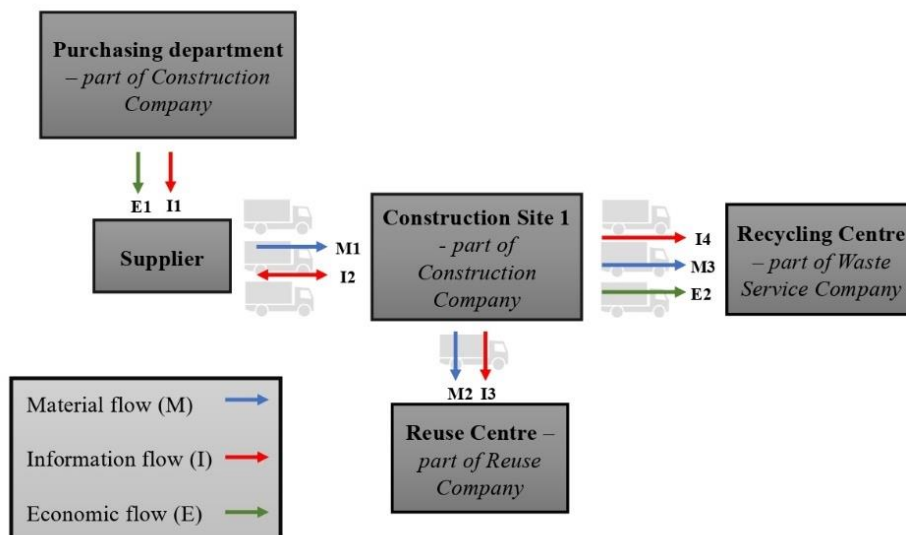 Purchasing department
– part of Construction
Company
E1 I1
Supplier
M1
I2
Construction Site 1
- part of
Construction
Company
I4
M3
E2
Recycling Centre
– part of Waste
Service Company
M2 I3
Reuse Centre –
part of Reuse
Company
Material flow (M)
Information flow (I)
Economic flow (E)